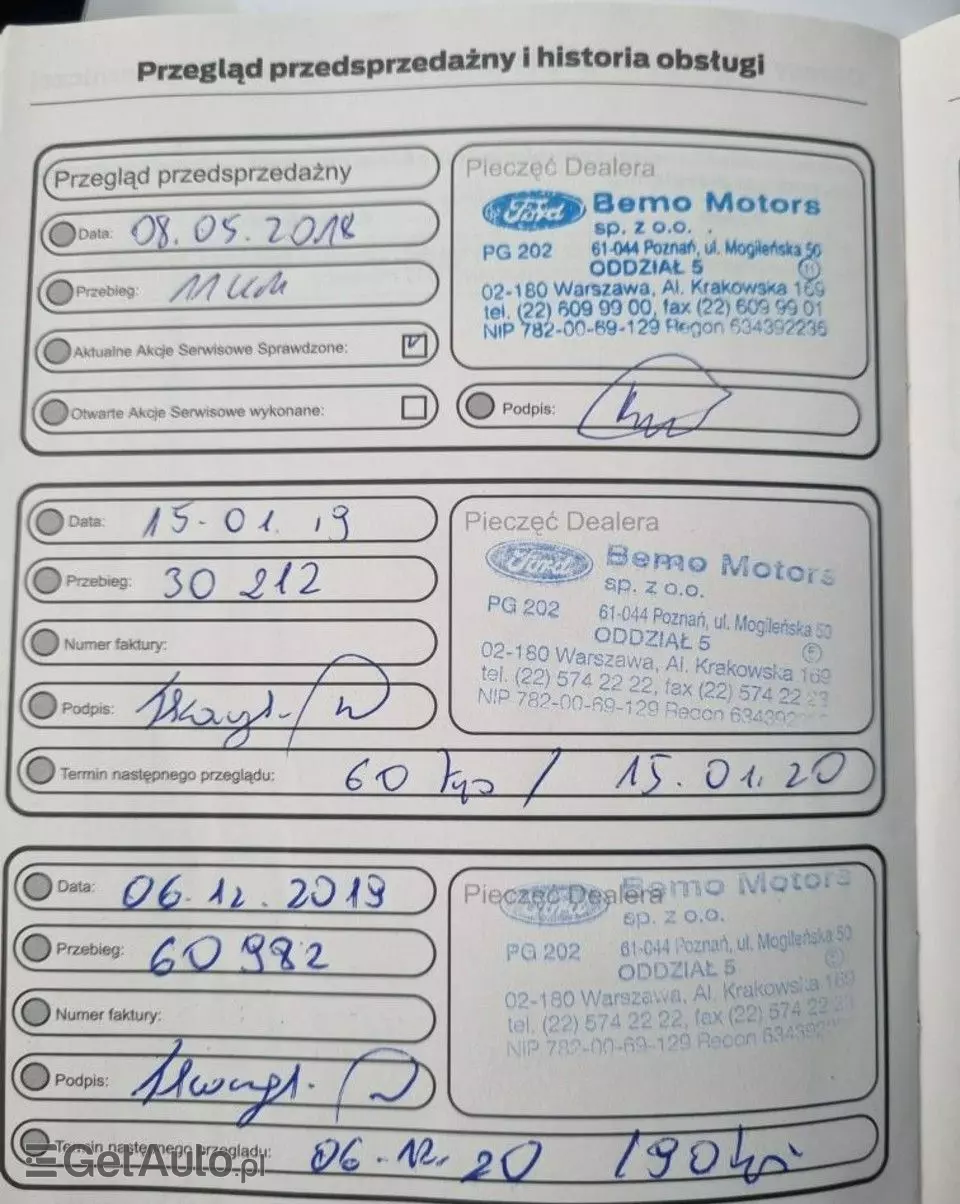 Przegląd przedsprzedażny i historia obsługi
Przegląd przedsprzedażny
Data: 08.05.2018
Przebieg: 11 km
Aktualne Akcje Serwisowe Sprawdzone:
Otwarte Akcje Serwisowe wykonane:
Pieczęć Dealera
Ford Bemo Motors
sp. z o.o.
PG 202 61-044 Poznań, ul. Mogileńska 50
ODDZIAŁ 5 11
02-180 Warszawa, Al. Krakowska 169
tel. (22) 609 99 00, fax (22) 609 99 01
NIP 782-00-69-129 Regon 634392236
Podpis:
Data: 15-01.19
Przebieg: 30 212
Numer faktury:
Podpis:
Pieczęć Dealera
Ford Bemo Motors
sp. z o.o.
PG 202 61-044 Poznań, ul. Mogileńska 50
ODDZIAŁ 5
02-180 Warszawa, Al. Krakowska 169
tel. (22) 574 22 22, fax (22) 574 22
NIP 782-00-69-129 Regon
Termin następnego przeglądu: 60 tys / 15.01.20
Data: 06.12.2019
Przebieg: 60 982
Numer faktury:
Podpis:
Pieczęć Dealera
Ford Bemo Motors
sp. z o.o.
PG 202 61-044 Poznań, ul. Mogileńska 50
ODDZIAŁ 5
02-180 Warszawa, Al. Krakowska 169
tel. (22) 574 22 22, fax (22) 574 22
NIP 782-00-69-129 Regon
Termin następnego przeglądu: 06.12.20 / 90 tys
GetAuto.pl